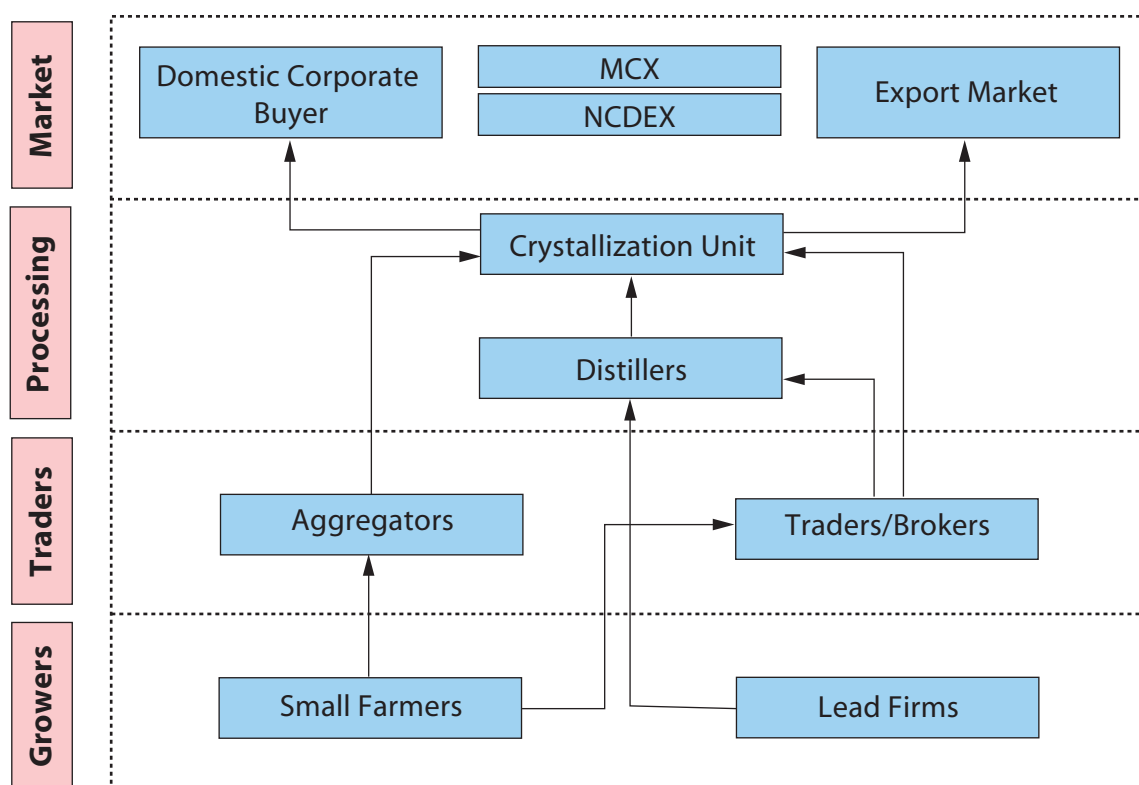 Market
Domestic Corporate
Buyer
MCX
NCDEX
Export Market
Processing
Crystallization Unit
Distillers
Traders
Aggregators
Traders/Brokers
Growers
Small Farmers
Lead Firms